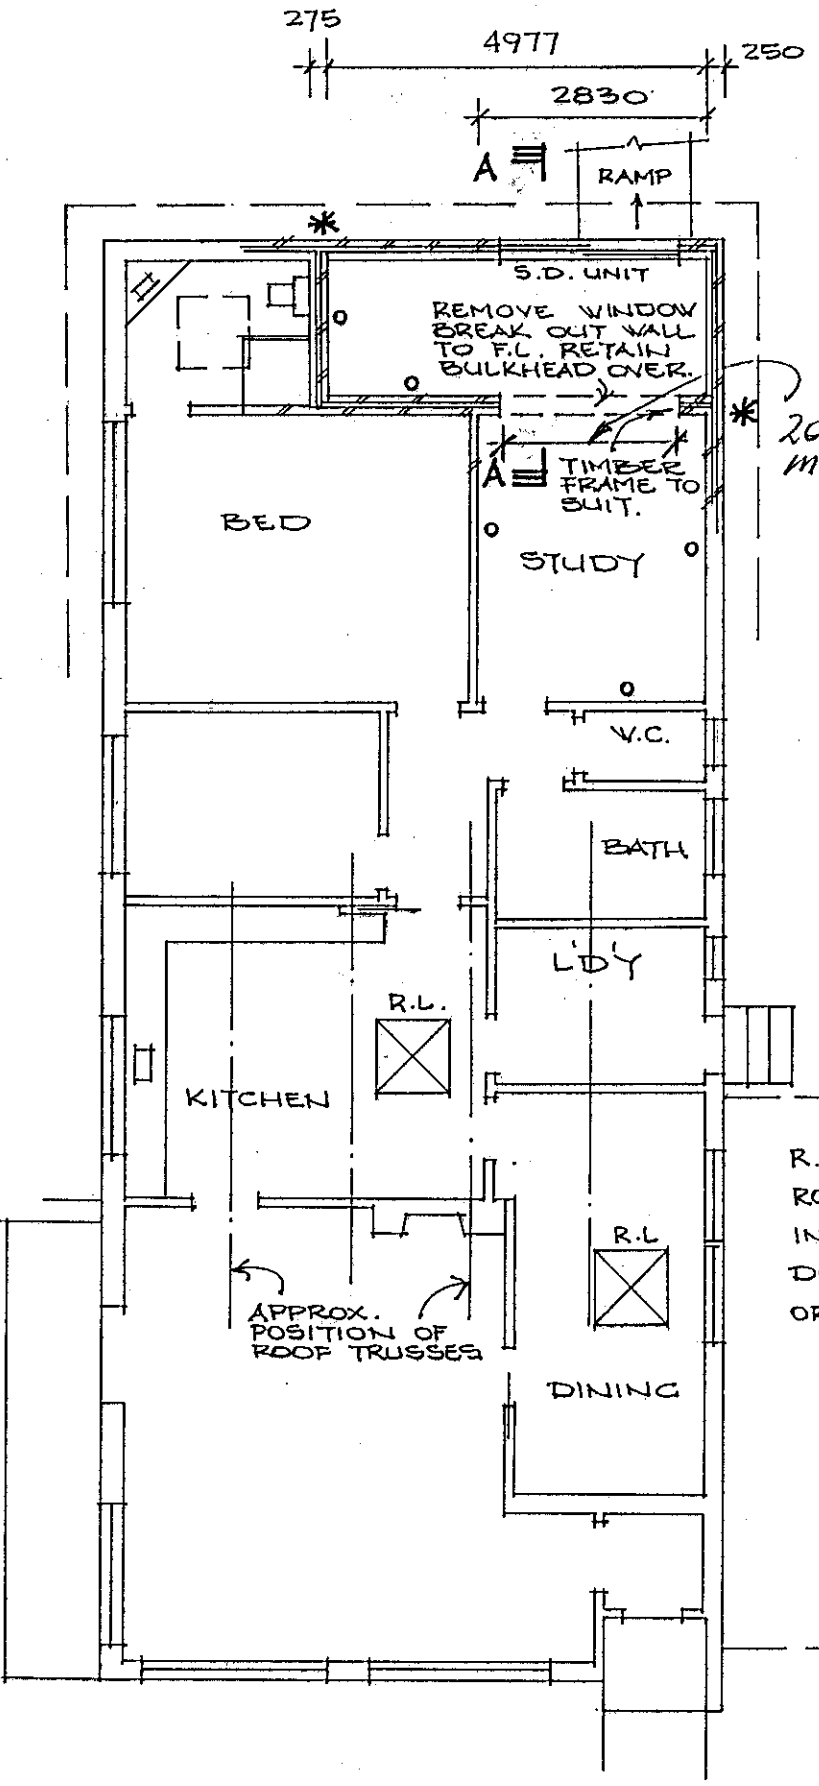 275
4977
250
2830
A
RAMP
S.D. UNIT
REMOVE WINDOW
BREAK OUT WALL
TO F.L. RETAIN
BULKHEAD OVER.
A
TIMBER
FRAME TO
SUIT.
BED
STUDY
W.C.
BATH
L'D'Y
R.L.
KITCHEN
R.L
APPROX.
POSITION OF
ROOF TRUSSES
DINING